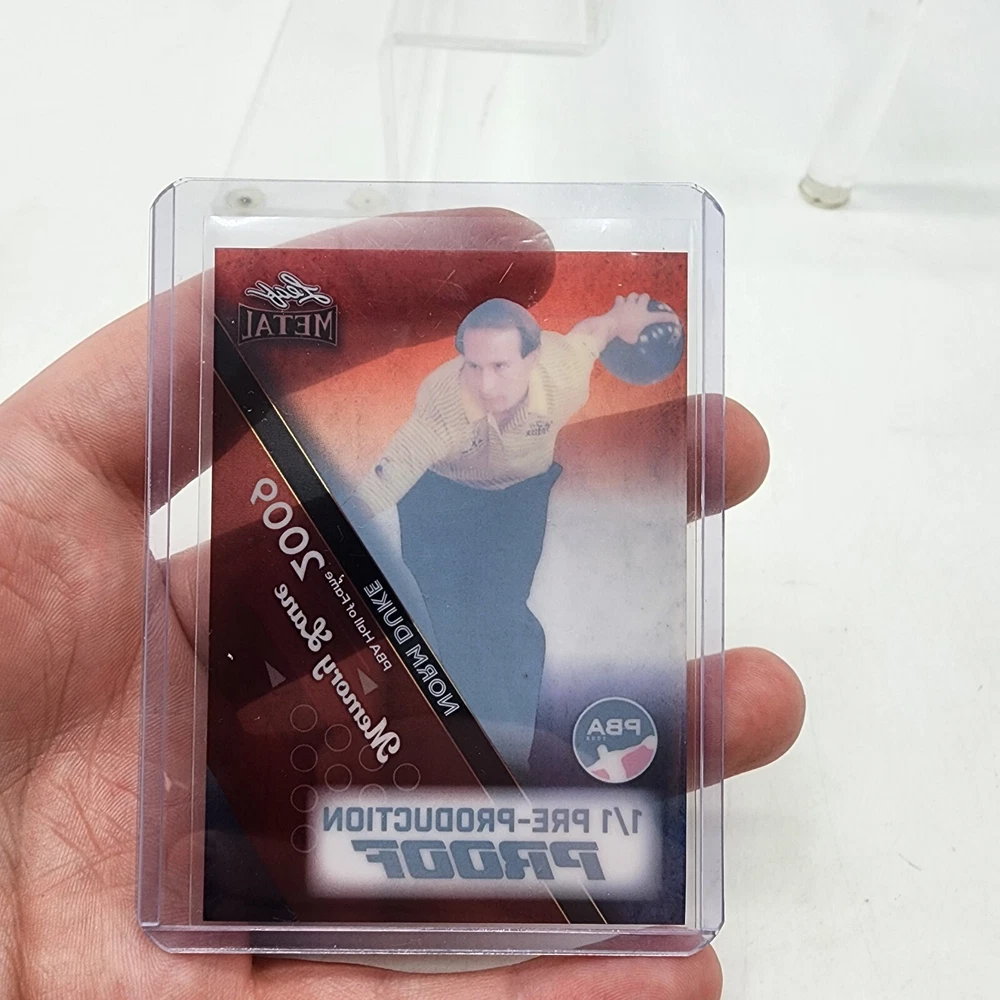 Leaf
METAL
NORM DUKE
PBA Hall of Fame
2009
Memory Lane
PBA
1/1 PRE-PRODUCTION
PROOF